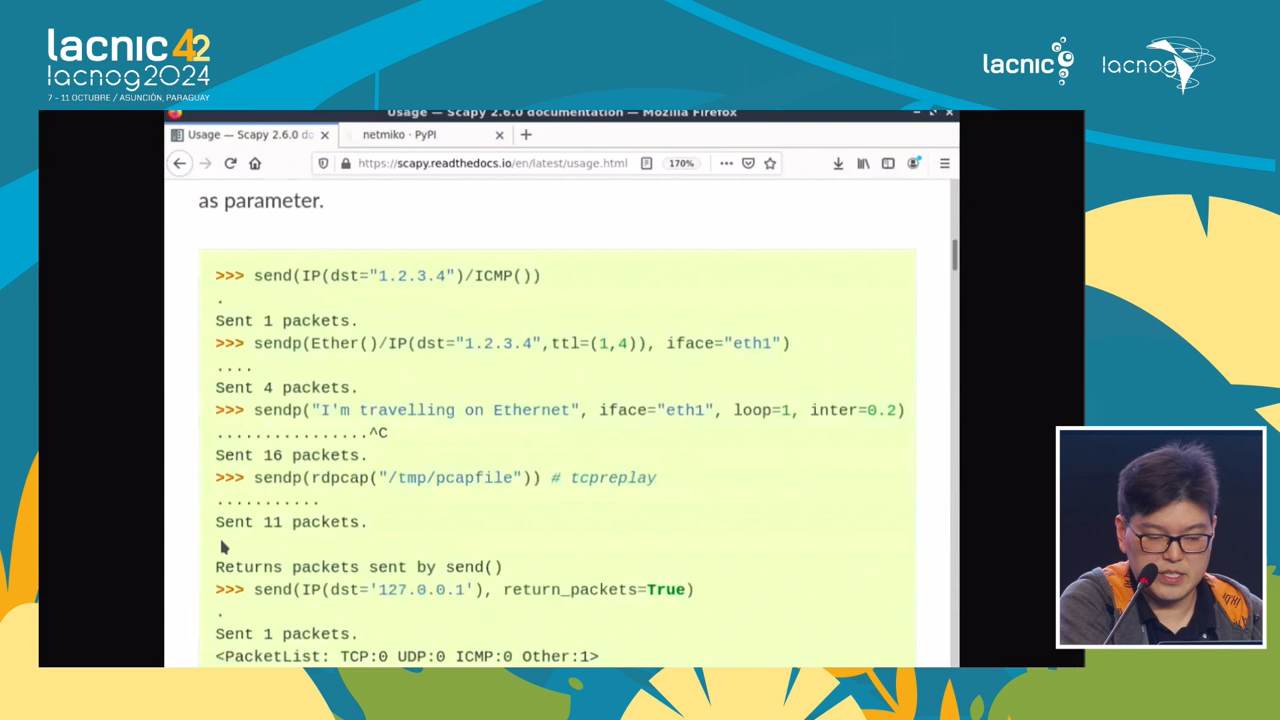 lacnic 42
lacnog2024
7 - 11 OCTUBRE / ASUNCIÓN, PARAGUAY
lacnic
lacnog
Usage — Scapy 2.6.0 documentation — Mozilla Firefox
Usage — Scapy 2.6.0 do
netmiko · PyPI
https://scapy.readthedocs.io/en/latest/usage.html
170%
as parameter.
>>> send(IP(dst="1.2.3.4")/ICMP())
.
Sent 1 packets.
>>> sendp(Ether()/IP(dst="1.2.3.4",ttl=(1,4)), iface="eth1")
....
Sent 4 packets.
>>> sendp("I'm travelling on Ethernet", iface="eth1", loop=1, inter=0.2)
................^C
Sent 16 packets.
>>> sendp(rdpcap("/tmp/pcapfile")) # tcpreplay
...........
Sent 11 packets.
Returns packets sent by send()
>>> send(IP(dst='127.0.0.1'), return_packets=True)
.
Sent 1 packets.
<PacketList: TCP:0 UDP:0 ICMP:0 Other:1>